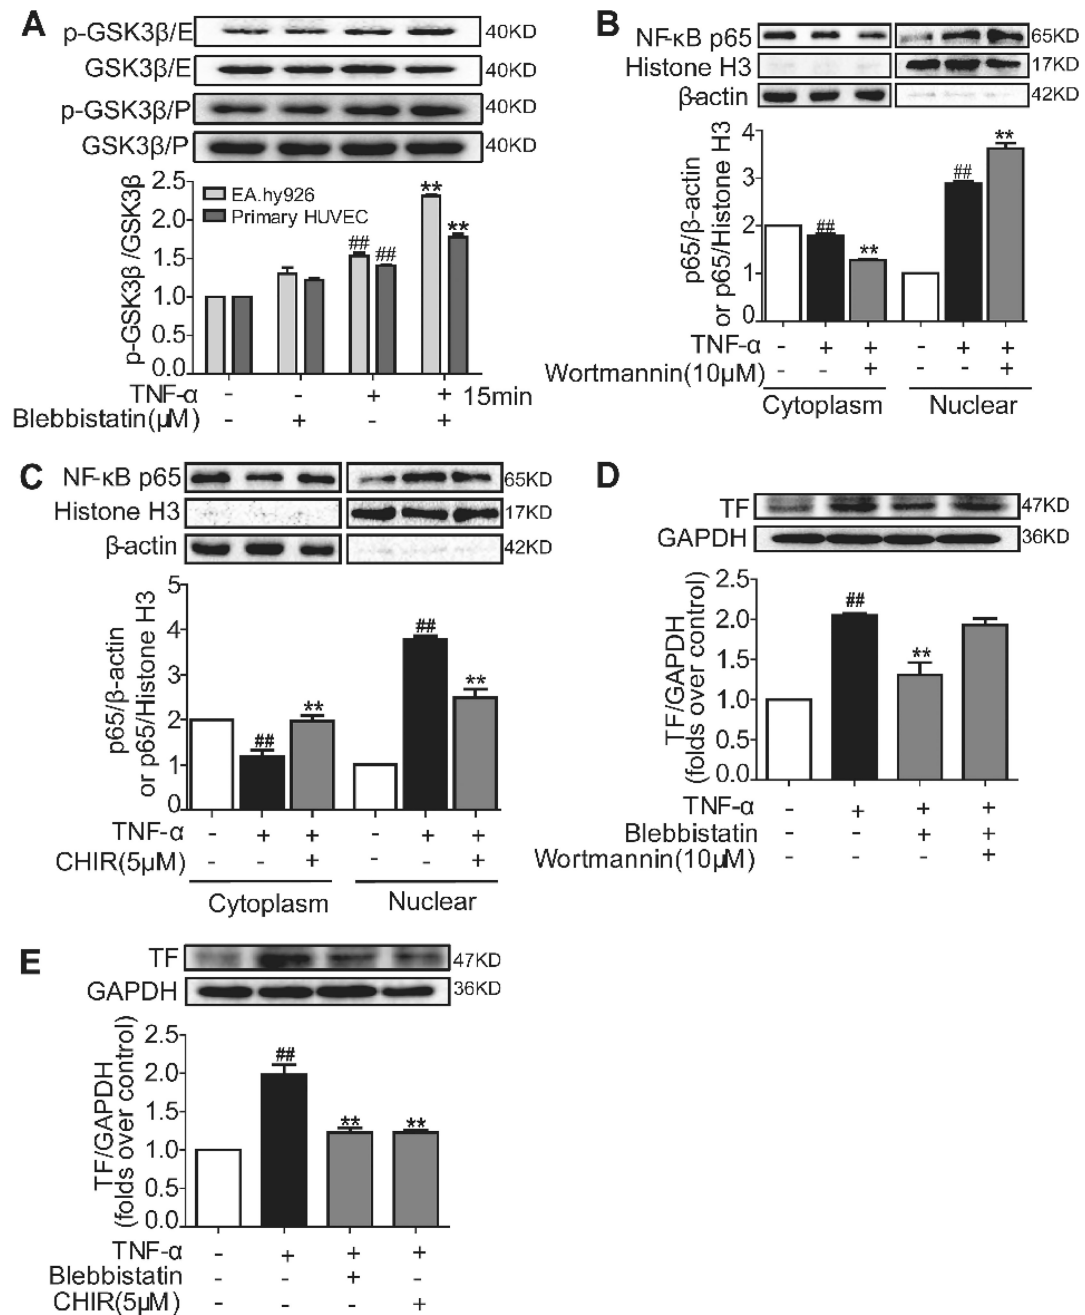 A
p-GSK3β/E 40KD
GSK3β/E 40KD
p-GSK3β/P 40KD
GSK3β/P 40KD
p-GSK3β /GSK3β
2.5
2.0
1.5
1.0
0.5
0.0
EA.hy926
Primary HUVEC
## ## ** **
TNF-α - - + + 15min
Blebbistatin(μM) - + - +
B
NF-κB p65 65KD
Histone H3 17KD
β-actin 42KD
p65/β-actin
or p65/Histone H3
4
3
2
1
0
## ** ## **
TNF-α - + + - + +
Wortmannin(10μM) - - + - - +
Cytoplasm Nuclear
C
NF-κB p65 65KD
Histone H3 17KD
β-actin 42KD
p65/β-actin
or p65/Histone H3
5
4
3
2
1
0
## ** ## **
TNF-α - + + - + +
CHIR(5μM) - - + - - +
Cytoplasm Nuclear
D
TF 47KD
GAPDH 36KD
TF/GAPDH
(folds over control)
2.5
2.0
1.5
1.0
0.5
0.0
## **
TNF-α - + + +
Blebbistatin - - + +
Wortmannin(10μM) - - - +
E
TF 47KD
GAPDH 36KD
TF/GAPDH
(folds over control)
2.5
2.0
1.5
1.0
0.5
0.0
## ** **
TNF-α - + + +
Blebbistatin - - + -
CHIR(5μM) - - - +